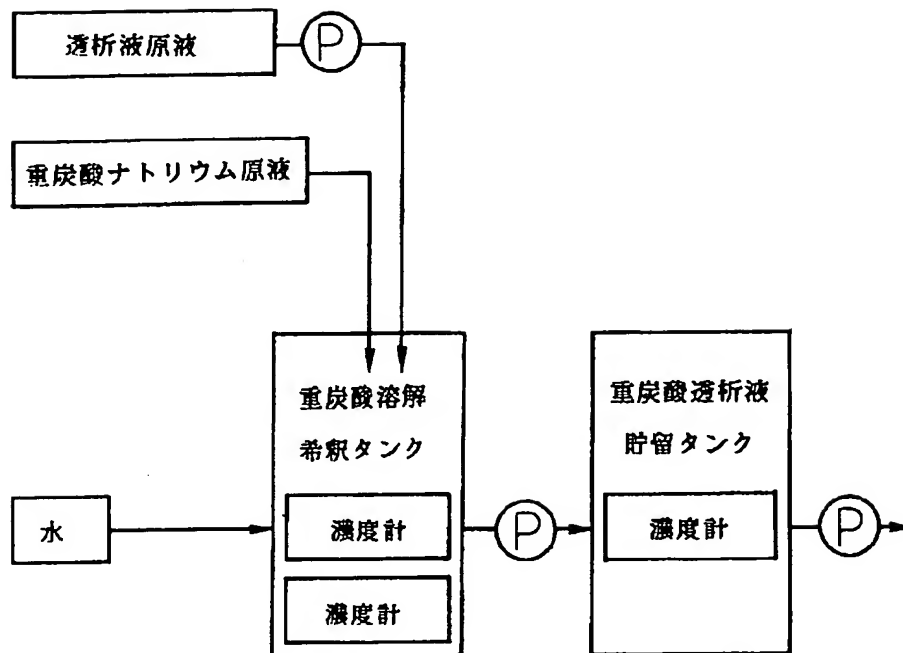 透析液原液
P
重炭酸ナトリウム原液
重炭酸溶解
希釈タンク
重炭酸透析液
貯留タンク
水
濃度計
P
濃度計
P
濃度計